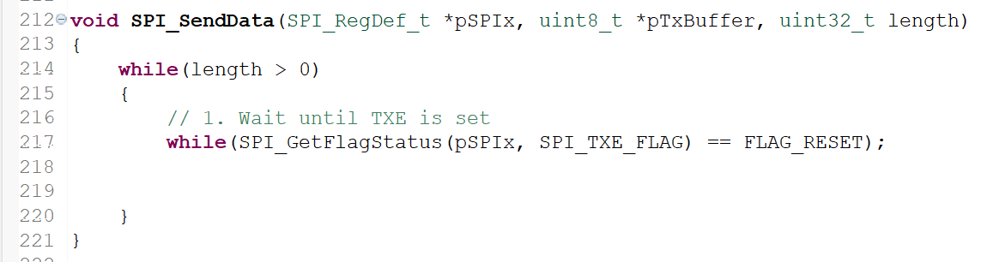 212 void SPI_SendData(SPI_RegDef_t *pSPIx, uint8_t *pTxBuffer, uint32_t length)
213 {
214     while(length > 0)
215     {
216         // 1. Wait until TXE is set
217         while(SPI_GetFlagStatus(pSPIx, SPI_TXE_FLAG) == FLAG_RESET);
218
219
220     }
221 }